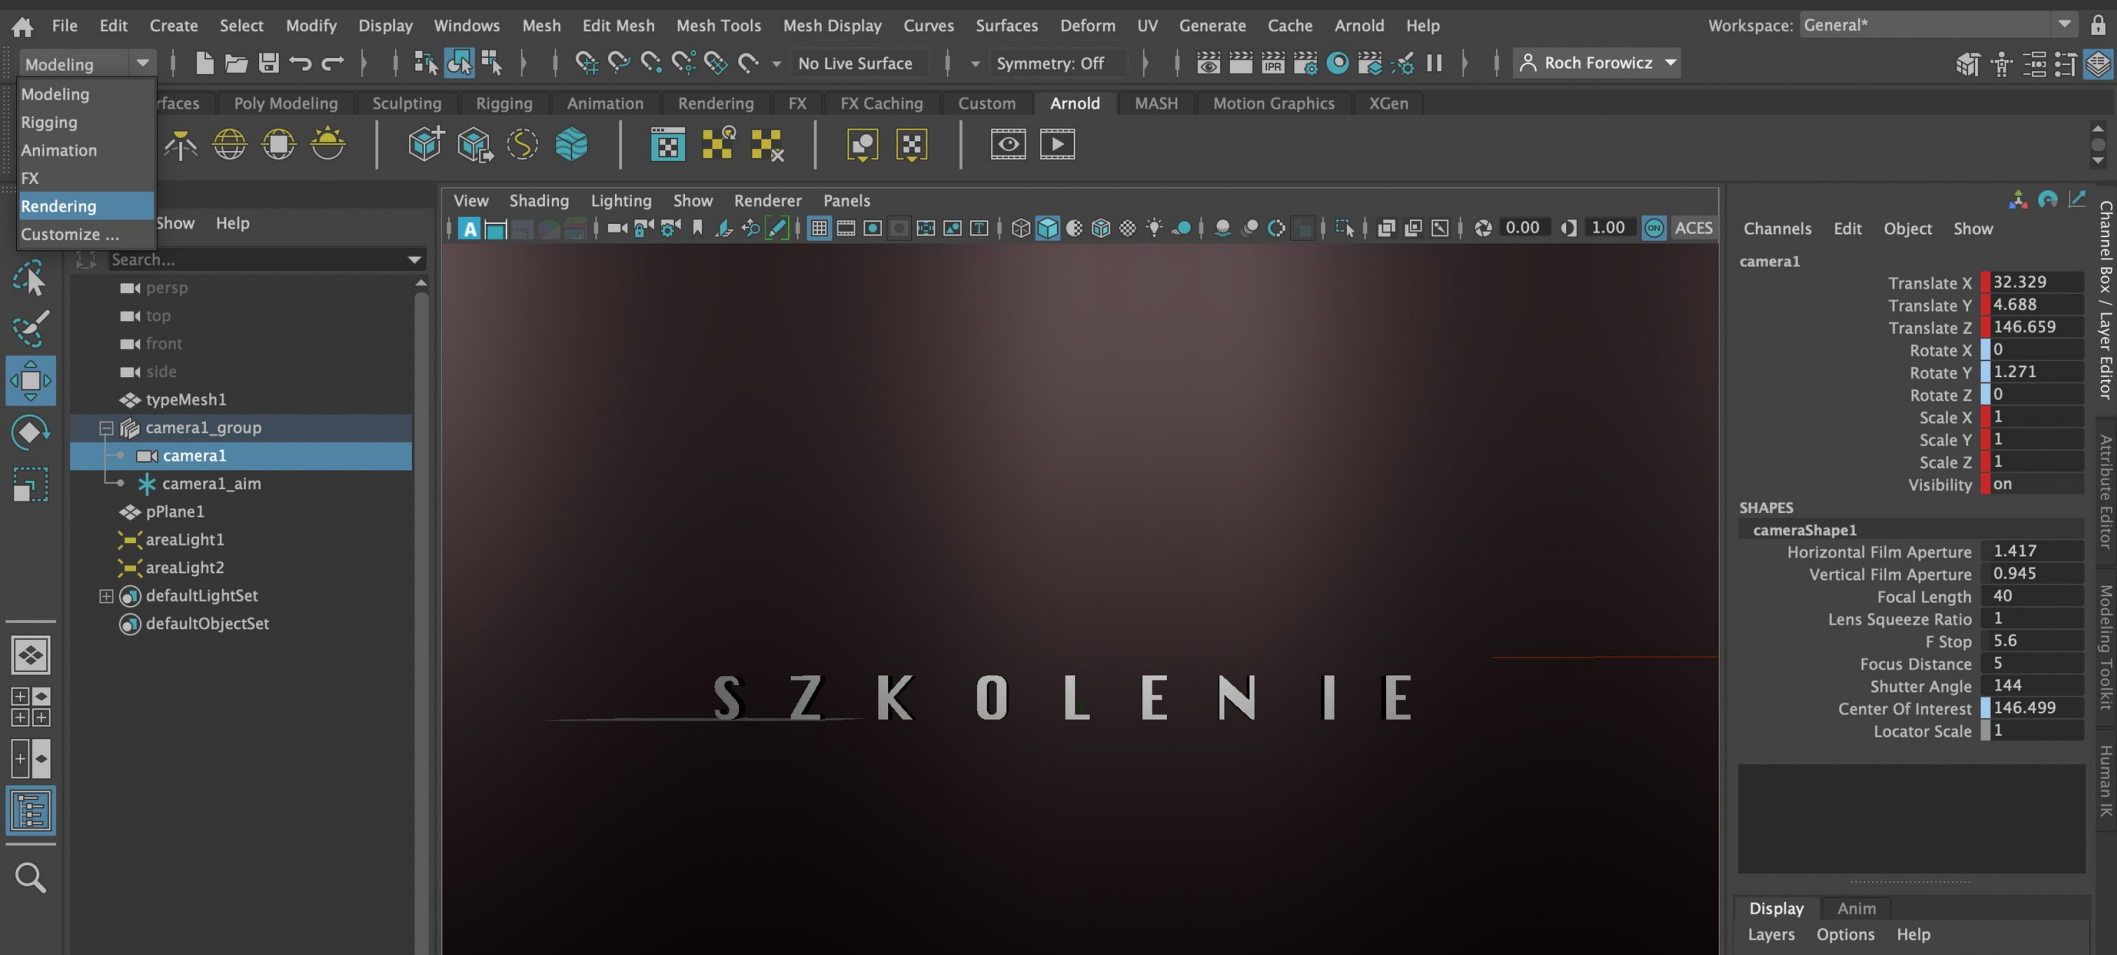 File Edit Create Select Modify Display Windows Mesh Edit Mesh Mesh Tools Mesh Display Curves Surfaces Deform UV Generate Cache Arnold Help Workspace: General*
Modeling No Live Surface Symmetry: Off Roch Forowicz
Modeling
Rigging
Animation
FX
Rendering
Customize ...
rfaces Poly Modeling Sculpting Rigging Animation Rendering FX FX Caching Custom Arnold MASH Motion Graphics XGen
IPR
Show Help
Search...
persp
top
front
side
typeMesh1
camera1_group
camera1
camera1_aim
pPlane1
areaLight1
areaLight2
defaultLightSet
defaultObjectSet
View Shading Lighting Show Renderer Panels
A T 0.00 1.00 ON ACES
SZKOLENIE
Channels Edit Object Show
camera1
Translate X 32.329
Translate Y 4.688
Translate Z 146.659
Rotate X 0
Rotate Y 1.271
Rotate Z 0
Scale X 1
Scale Y 1
Scale Z 1
Visibility on
SHAPES
cameraShape1
Horizontal Film Aperture 1.417
Vertical Film Aperture 0.945
Focal Length 40
Lens Squeeze Ratio 1
F Stop 5.6
Focus Distance 5
Shutter Angle 144
Center Of Interest 146.499
Locator Scale 1
Display Anim
Layers Options Help
Channel Box / Layer Editor
Attribute Editor
Modeling Toolkit
Human IK